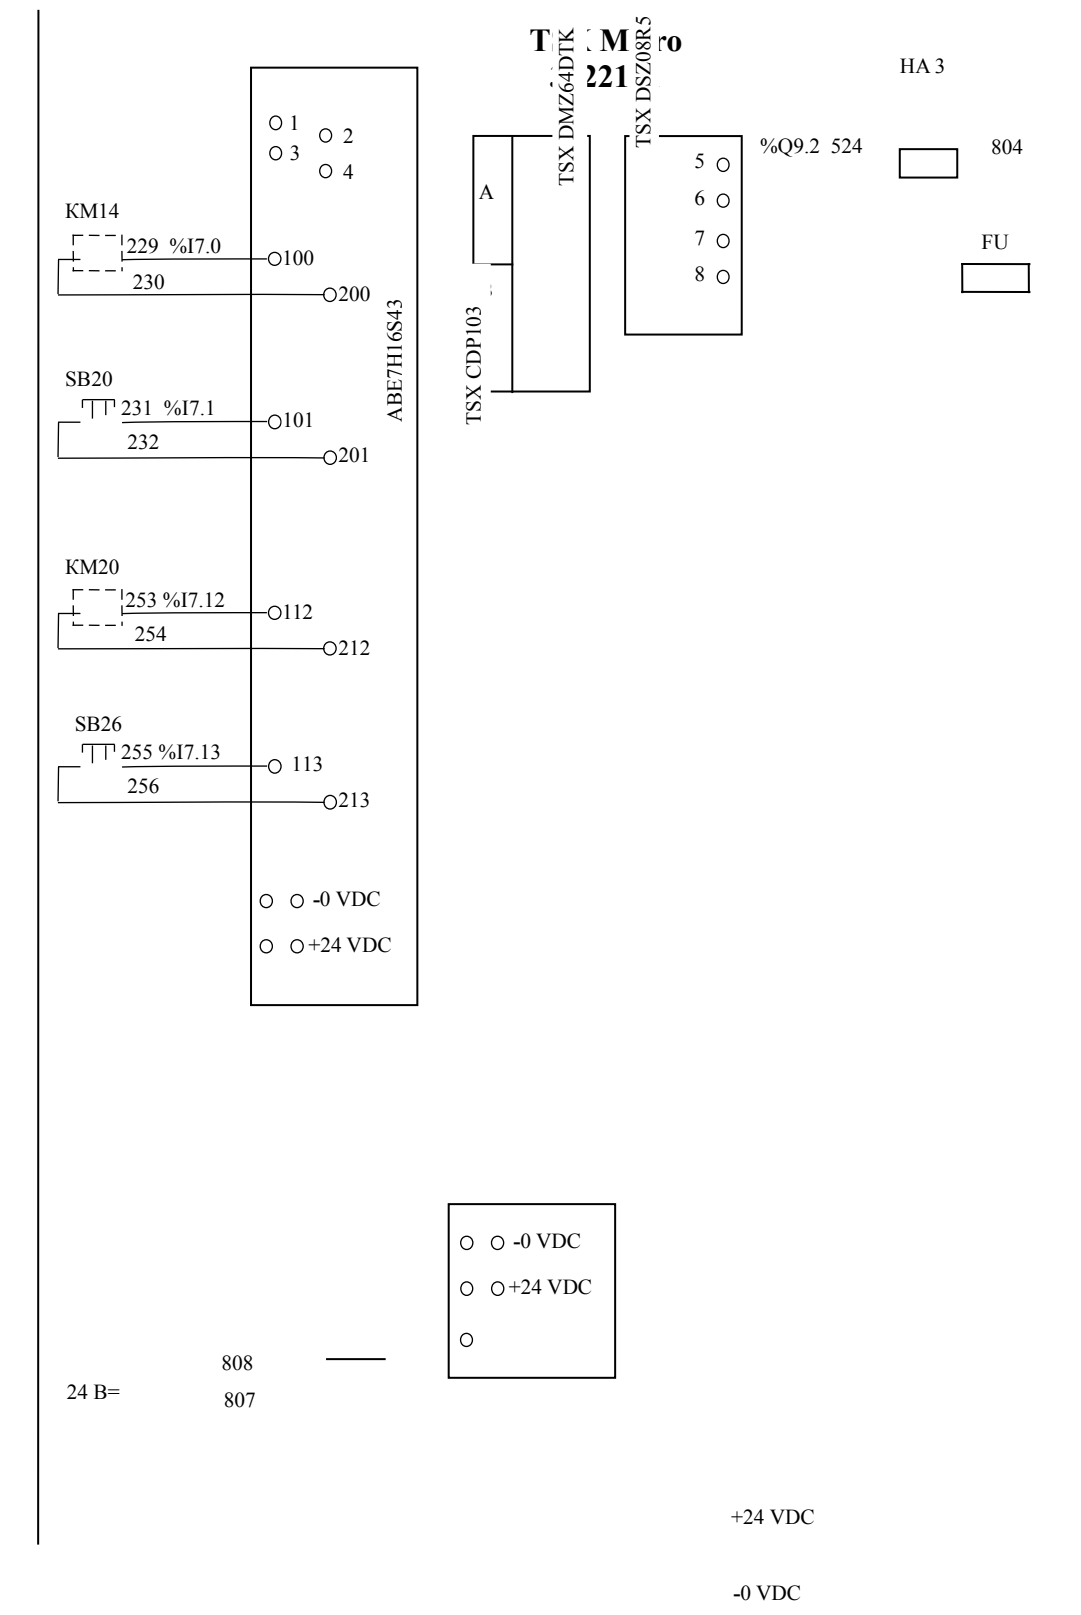 TSX DMZ64DTK
TSX DSZ08R5
HA 3
1
2
3
4
A
5
%Q9.2 524
804
6
7
8
FU
КМ14
229 %I7.0
100
230
200
ABE7H16S43
TSX CDP103
SB20
231 %I7.1
101
232
201
КМ20
253 %I7.12
112
254
212
SB26
255 %I7.13
113
256
213
-0 VDC
+24 VDC
-0 VDC
+24 VDC
808
24 В=
807
+24 VDC
-0 VDC